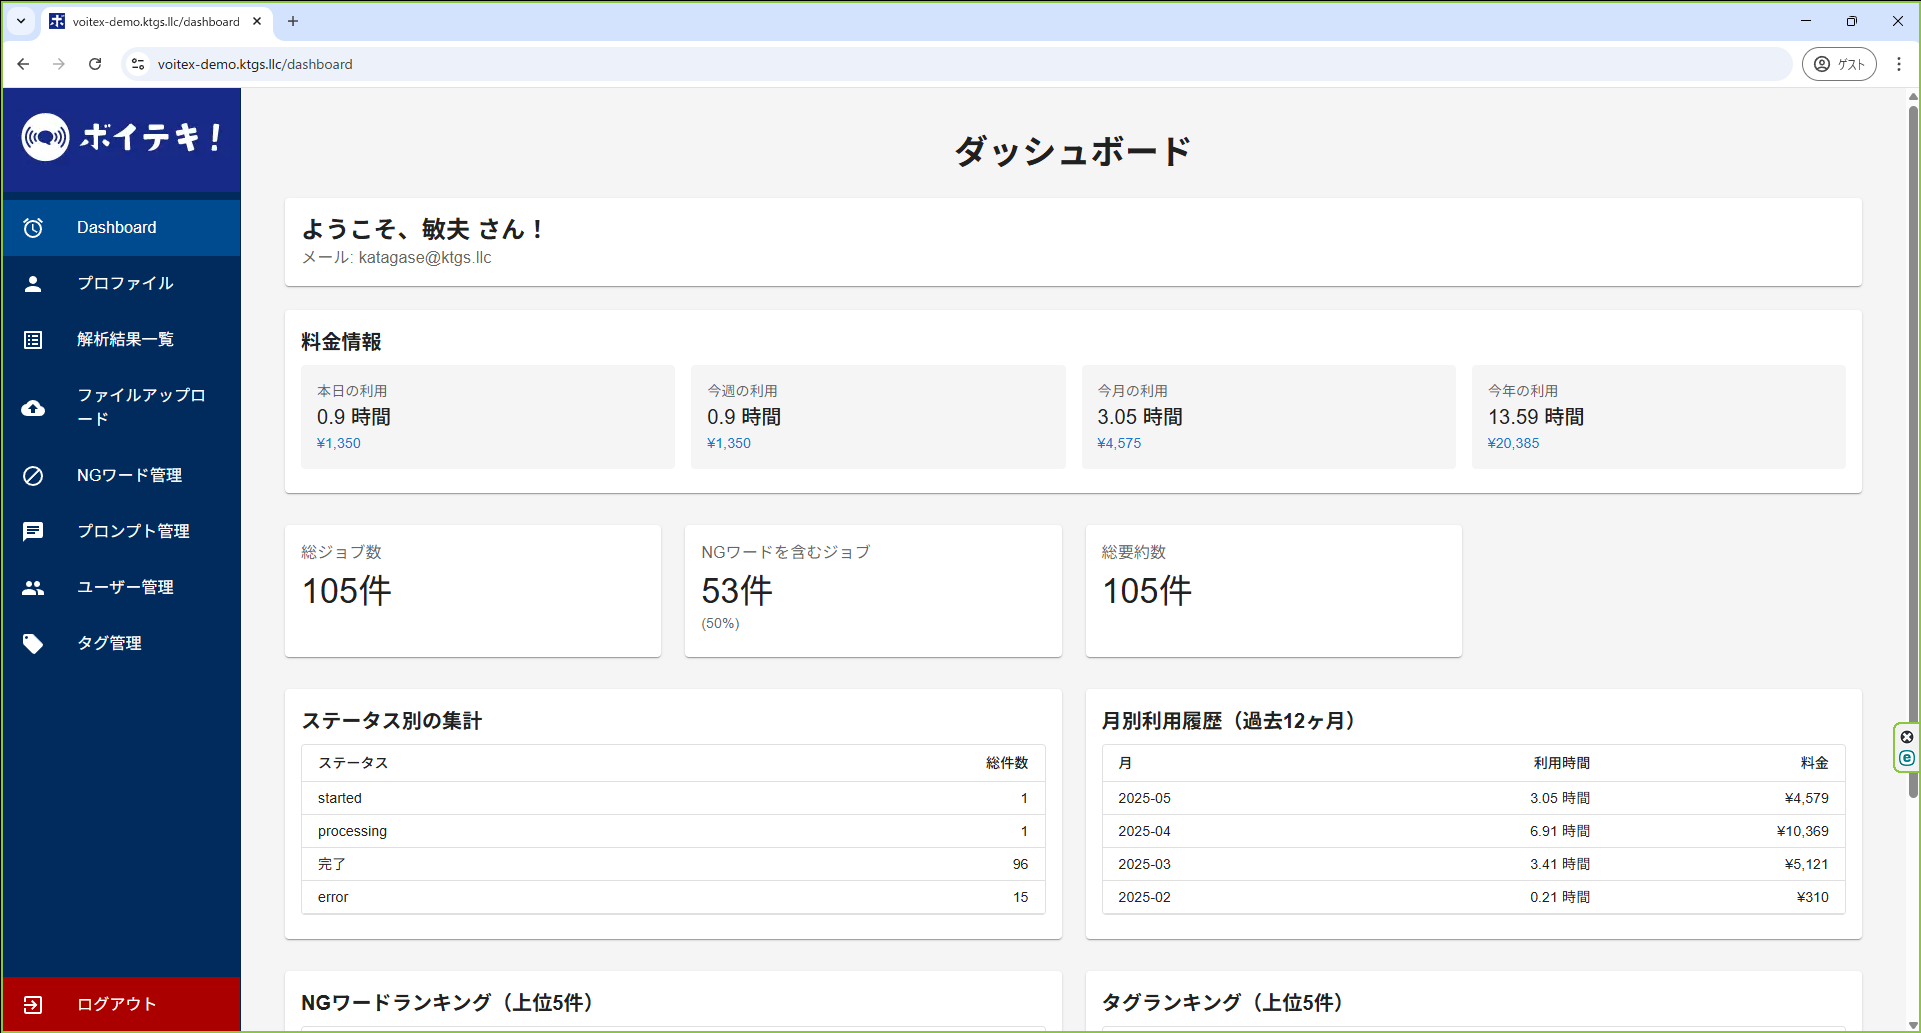 voitex-demo.ktgs.llc/dashboard
voitex-demo.ktgs.llc/dashboard
ゲスト
ボイテキ！
Dashboard
プロファイル
解析結果一覧
ファイルアップロ
ード
NGワード管理
プロンプト管理
ユーザー管理
タグ管理
ログアウト
ダッシュボード
ようこそ、敏夫 さん！
メール: katagase@ktgs.llc
料金情報
本日の利用
0.9 時間
¥1,350
今週の利用
0.9 時間
¥1,350
今月の利用
3.05 時間
¥4,575
今年の利用
13.59 時間
¥20,385
総ジョブ数
105件
NGワードを含むジョブ
53件
(50%)
総要約数
105件
ステータス別の集計
ステータス 総件数
started 1
processing 1
完了 96
error 15
月別利用履歴（過去12ヶ月）
月 利用時間 料金
2025-05 3.05 時間 ¥4,579
2025-04 6.91 時間 ¥10,369
2025-03 3.41 時間 ¥5,121
2025-02 0.21 時間 ¥310
NGワードランキング（上位5件）
タグランキング（上位5件）